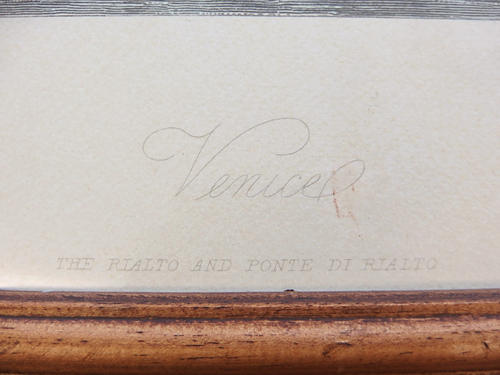 Venice
THE RIALTO AND PONTE DI RIALTO